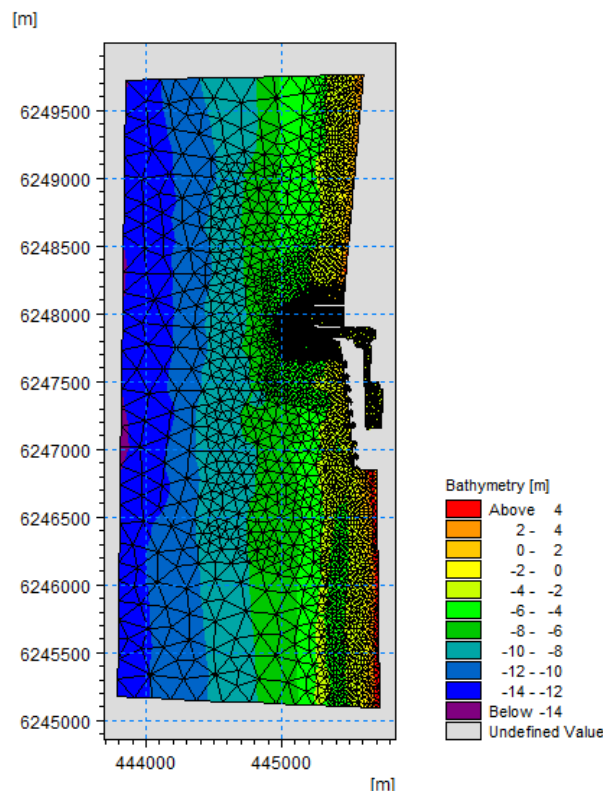 [m]
6249500
6249000
6248500
6248000
6247500
6247000
6246500
6246000
6245500
6245000
444000 445000
[m]
Bathymetry [m]
Above 4
2 - 4
0 - 2
-2 - 0
-4 - -2
-6 - -4
-8 - -6
-10 - -8
-12 - -10
-14 - -12
Below -14
Undefined Value